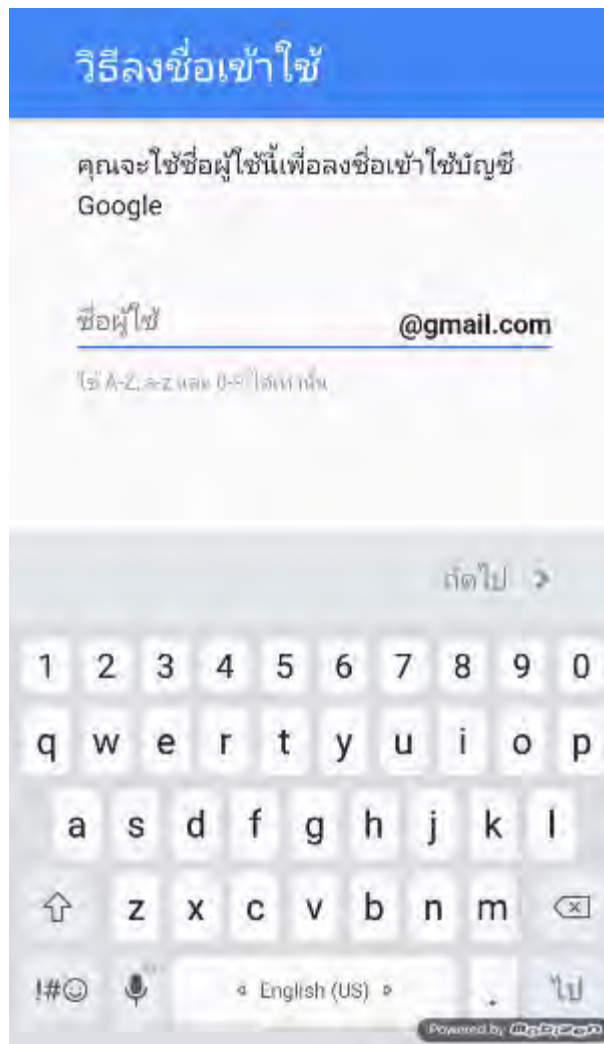 วิธีลงชื่อเข้าใช้
คุณจะใช้ชื่อผู้ใช้นี้เพื่อลงชื่อเข้าใช้บัญชี
Google
ชื่อผู้ใช้ @gmail.com
ใช้ A-Z, a-z และ 0-9 ได้เท่านั้น
ถัดไป >
1 2 3 4 5 6 7 8 9 0
q w e r t y u i o p
a s d f g h j k l
z x c v b n m
!#☺ English (US) . ไป
Powered by Mobizen